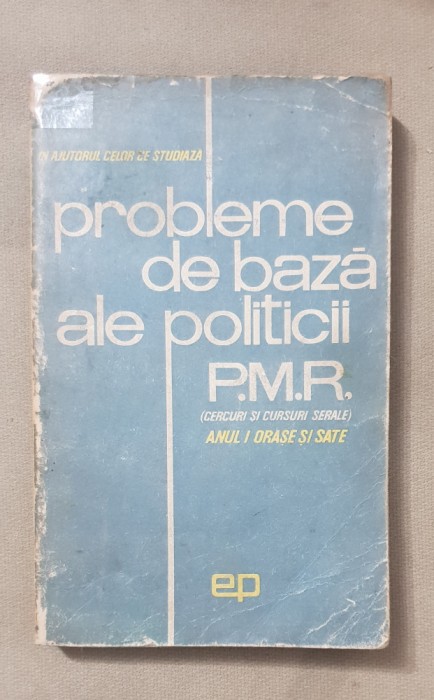 ÎN AJUTORUL CELOR CE STUDIAZĂ
probleme
de bază
ale politicii
P.M.R.
(CERCURI ȘI CURSURI SERALE)
ANUL I ORAȘE ȘI SATE
ep